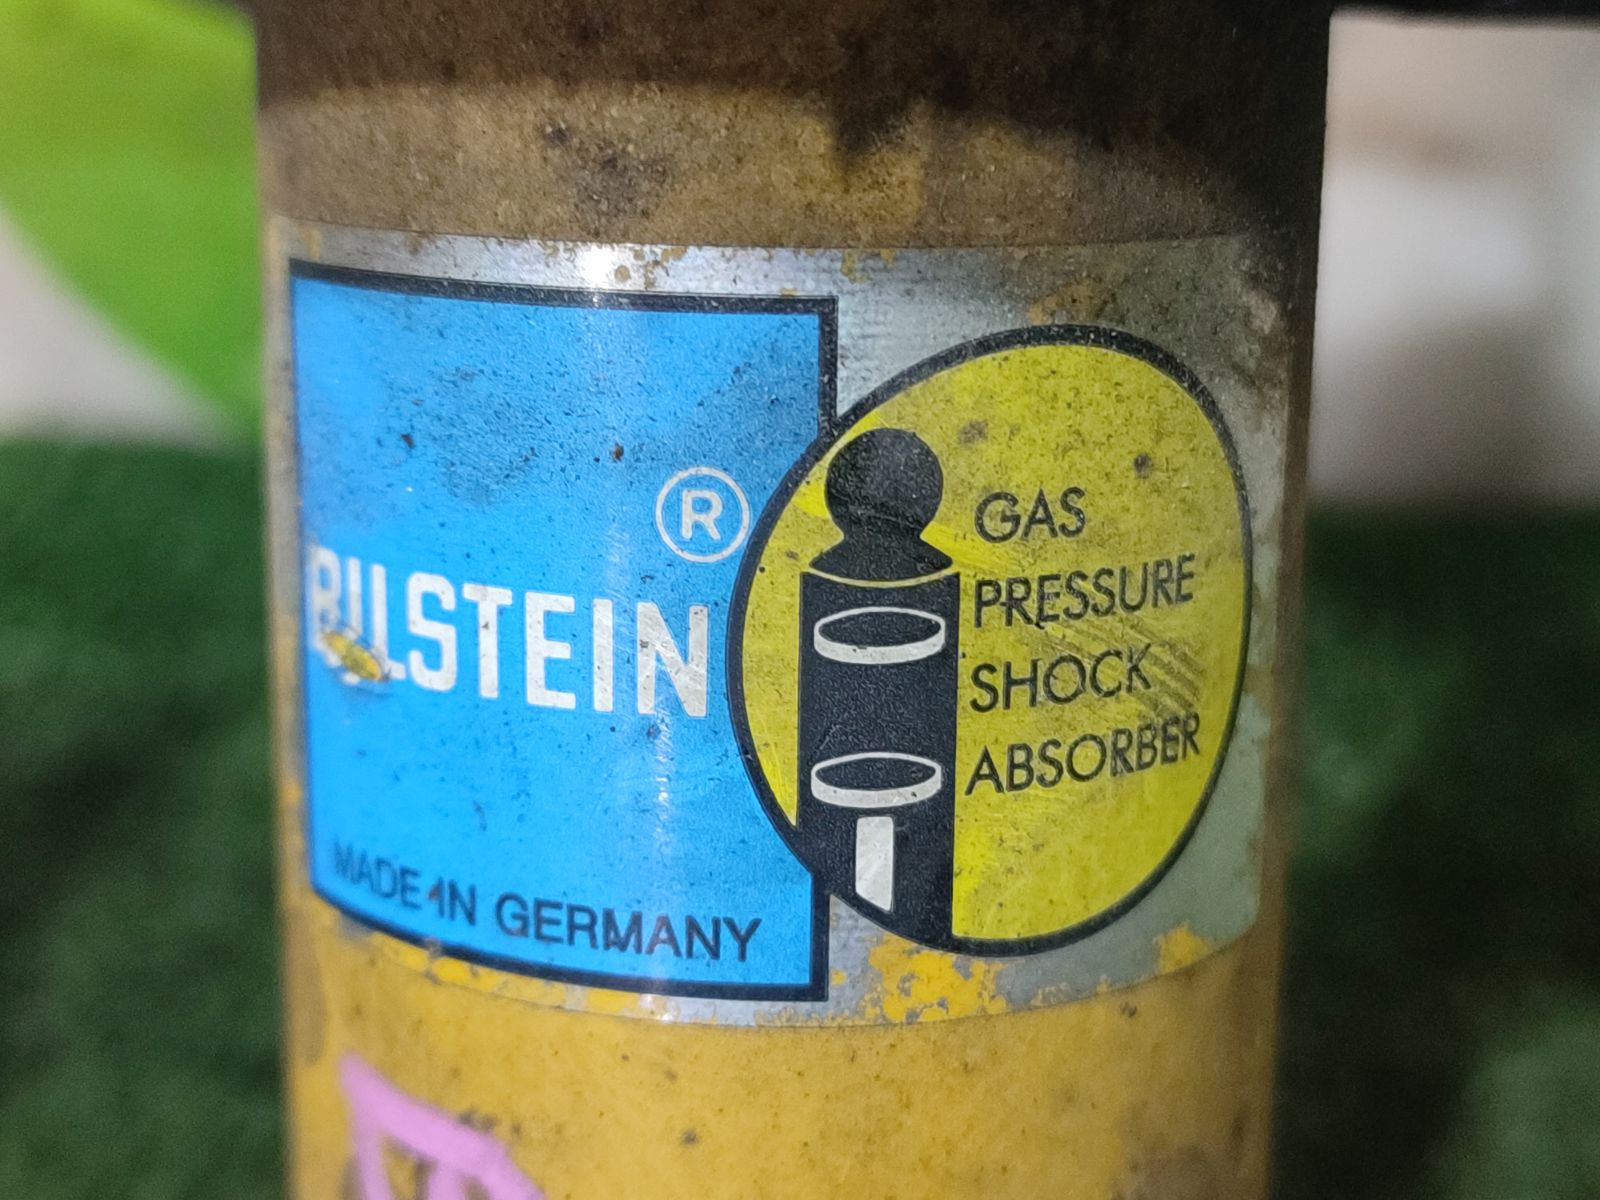 BILSTEIN®
MADE IN GERMANY
GAS
PRESSURE
SHOCK
ABSORBER